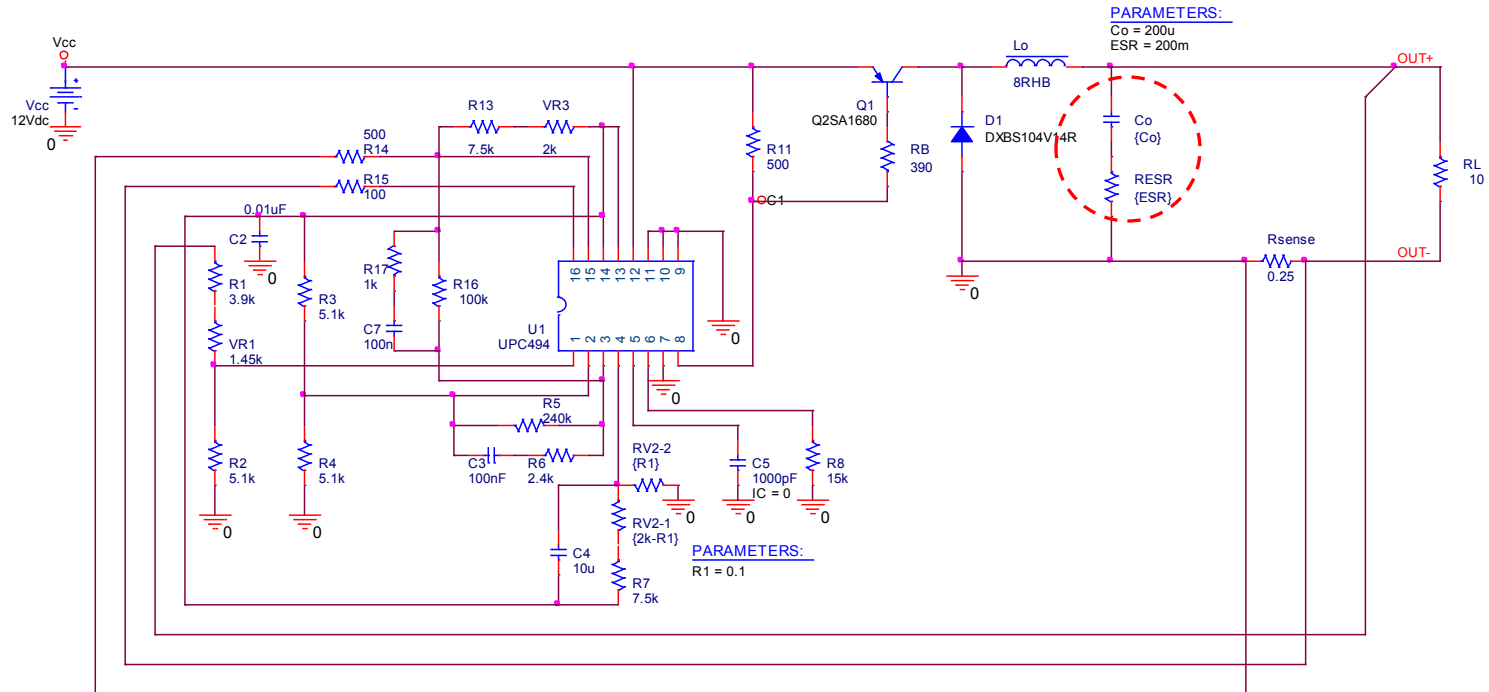 PARAMETERS:
Co = 200u
ESR = 200m
Vcc
Vcc
12Vdc
0
R13
7.5k
VR3
2k
500
R14
R15
100
0.01uF
C2
0
R1
3.9k
VR1
1.45k
R2
5.1k
0
R3
5.1k
R4
5.1k
0
R17
1k
C7
100n
R16
100k
R11
500
C1
Q1
Q2SA1680
RB
390
D1
DXBS104V14R
0
Lo
8RHB
Co
{Co}
RESR
{ESR}
OUT+
RL
10
OUT-
Rsense
0.25
16 15 14 13 12 11 10 9
U1
UPC494
1 2 3 4 5 6 7 8
0
0
R5
240k
C3
100nF
R6
2.4k
RV2-2
{R1}
0
RV2-1
{2k-R1}
C4
10u
R7
7.5k
C5
1000pF
IC = 0
0
R8
15k
0
PARAMETERS:
R1 = 0.1